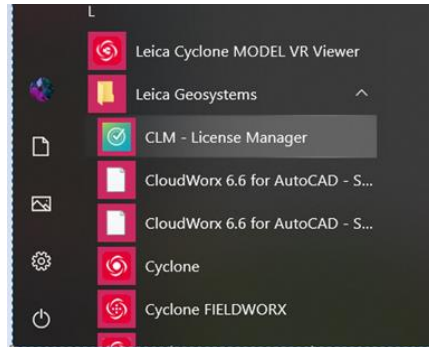 L
Leica Cyclone MODEL VR Viewer
Leica Geosystems
CLM - License Manager
CloudWorx 6.6 for AutoCAD - S...
CloudWorx 6.6 for AutoCAD - S...
Cyclone
Cyclone FIELDWORX